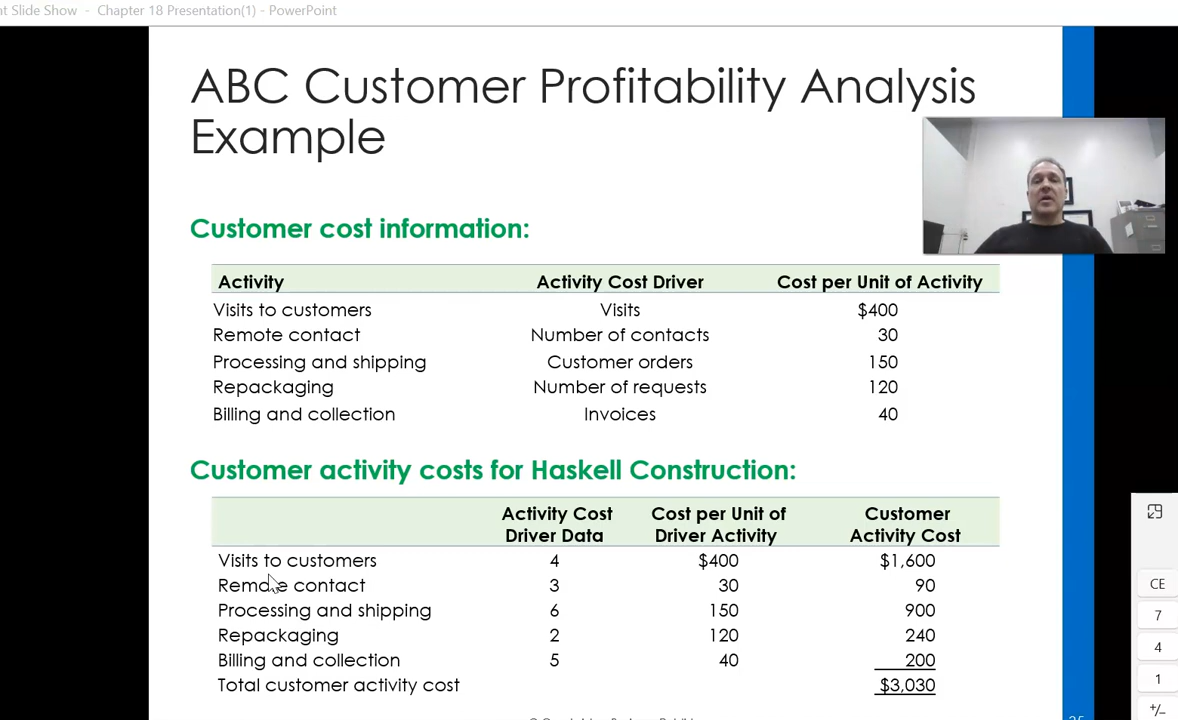 nt Slide Show - Chapter 18 Presentation(1) - PowerPoint
ABC Customer Profitability Analysis
Example
Customer cost information:
Activity Activity Cost Driver Cost per Unit of Activity
Visits to customers Visits $400
Remote contact Number of contacts 30
Processing and shipping Customer orders 150
Repackaging Number of requests 120
Billing and collection Invoices 40
Customer activity costs for Haskell Construction:
Activity Cost Cost per Unit of Customer
Driver Data Driver Activity Activity Cost
Visits to customers 4 $400 $1,600
Remote contact 3 30 90
Processing and shipping 6 150 900
Repackaging 2 120 240
Billing and collection 5 40 200
Total customer activity cost $3,030
CE
7
4
1
+/-